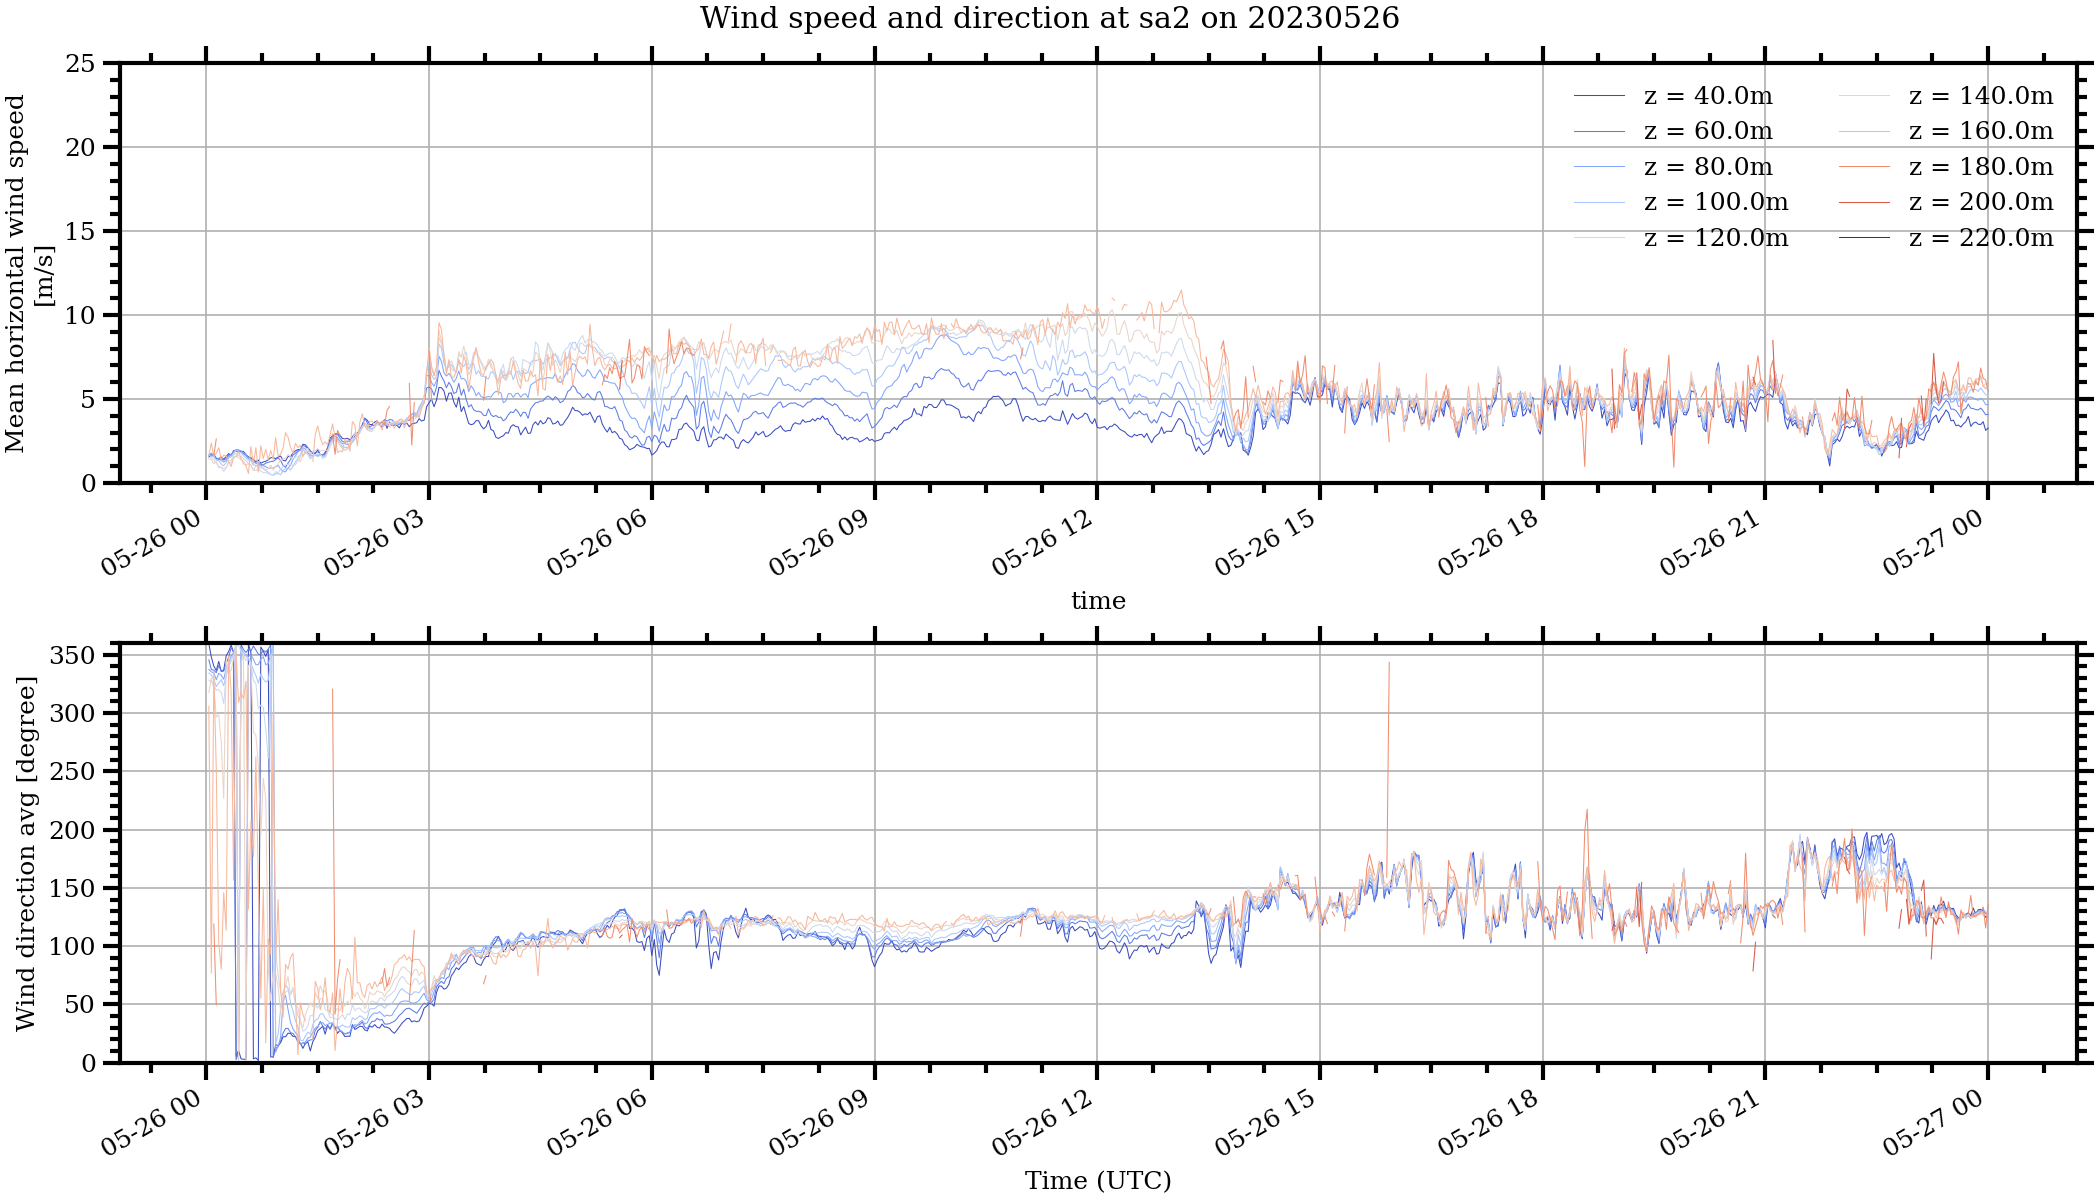 Wind speed and direction at sa2 on 20230526
Mean horizontal wind speed
[m/s]
25
20
15
10
5
0
z = 40.0m
z = 60.0m
z = 80.0m
z = 100.0m
z = 120.0m
z = 140.0m
z = 160.0m
z = 180.0m
z = 200.0m
z = 220.0m
05-26 00
05-26 03
05-26 06
05-26 09
05-26 12
05-26 15
05-26 18
05-26 21
05-27 00
time
Wind direction avg [degree]
350
300
250
200
150
100
50
0
05-26 00
05-26 03
05-26 06
05-26 09
05-26 12
05-26 15
05-26 18
05-26 21
05-27 00
Time (UTC)